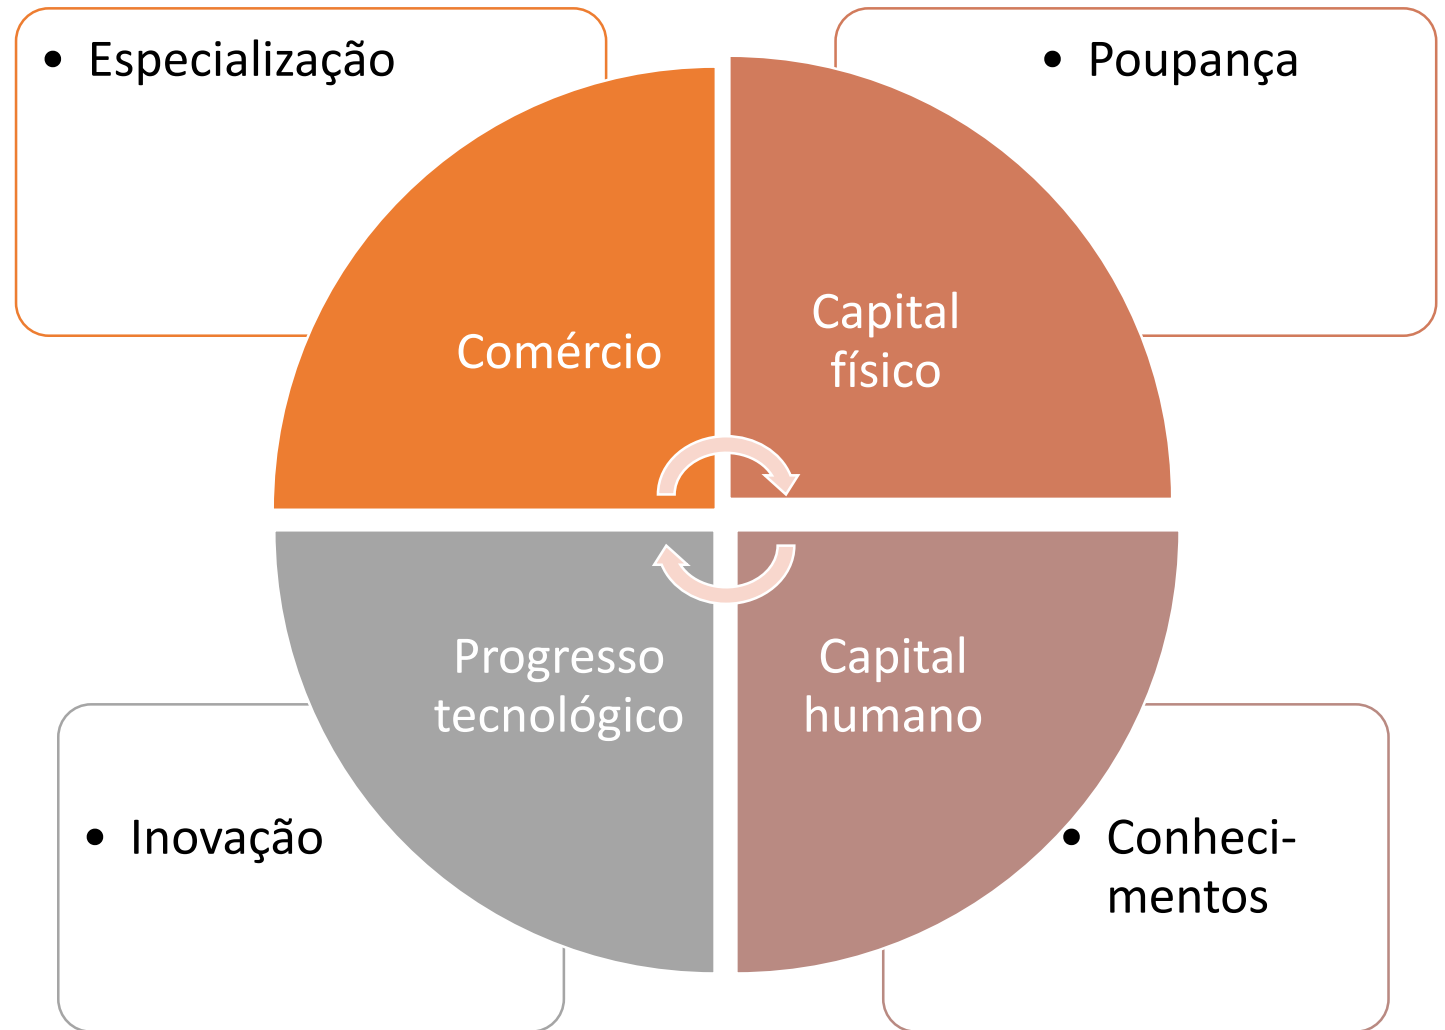 • Especialização
• Poupança
Comércio
Capital
físico
Progresso
tecnológico
Capital
humano
• Inovação
• Conheci-
mentos